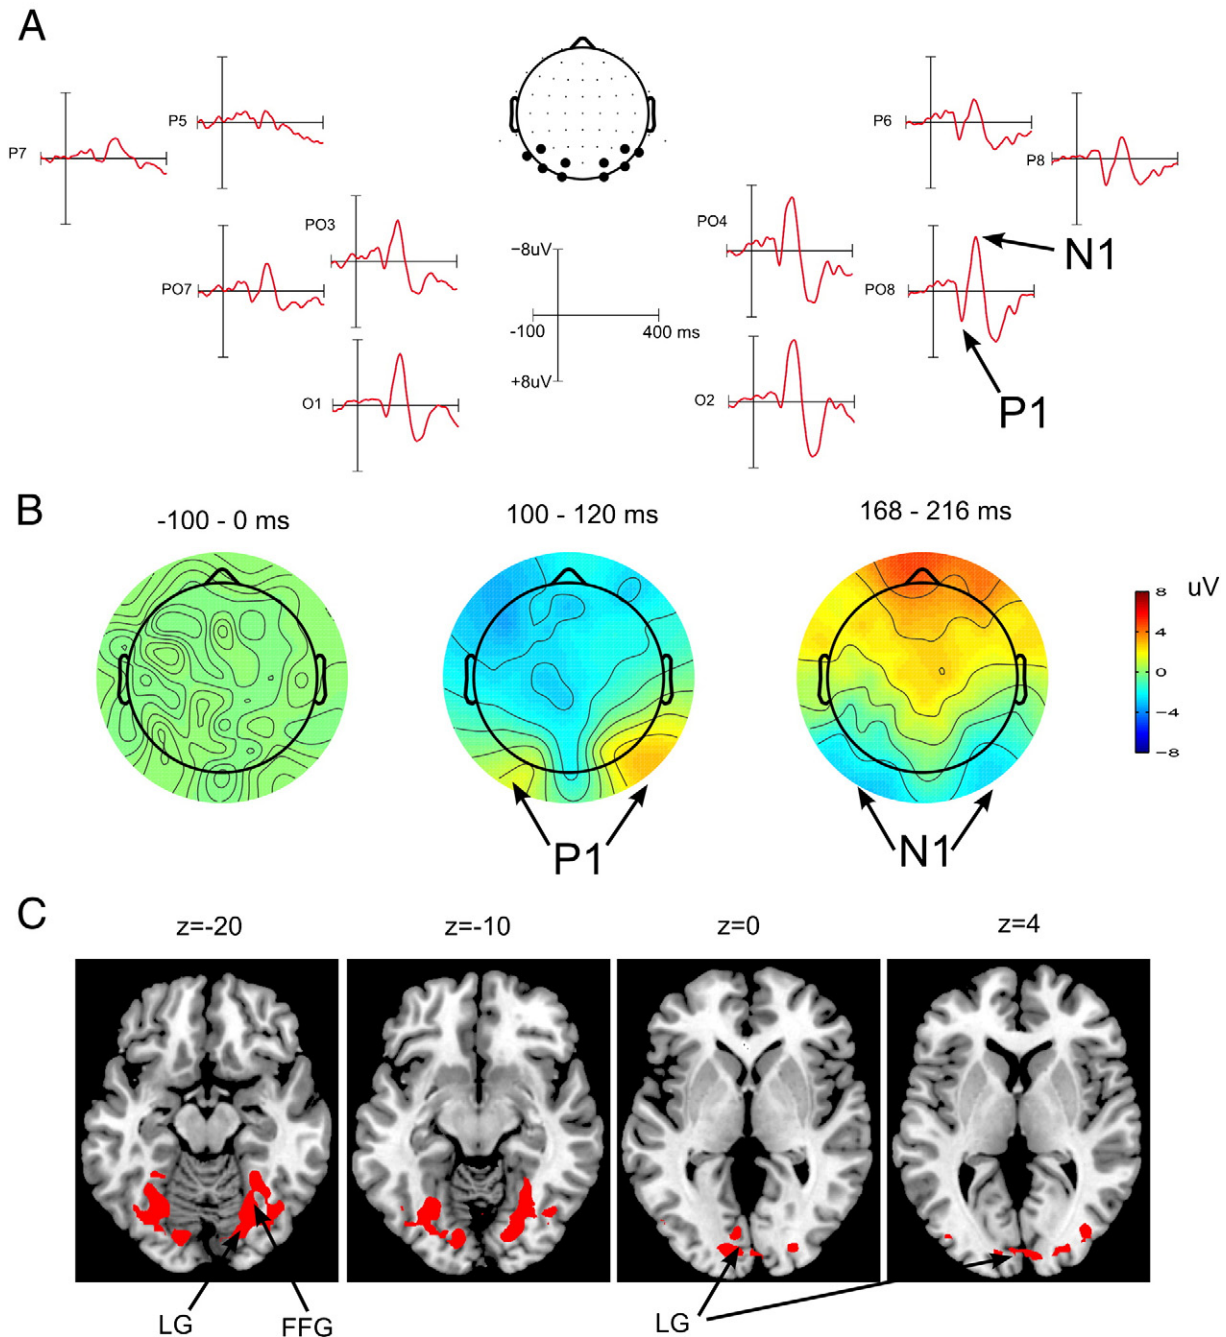 A
P5
P7
P6
P8
PO3
PO4
−8uV
N1
PO7
PO8
-100
400 ms
+8uV
O1
O2
P1
B
-100 - 0 ms
100 - 120 ms
168 - 216 ms
uV
8
4
0
−4
−8
P1
N1
C
z=-20
z=-10
z=0
z=4
LG
FFG
LG